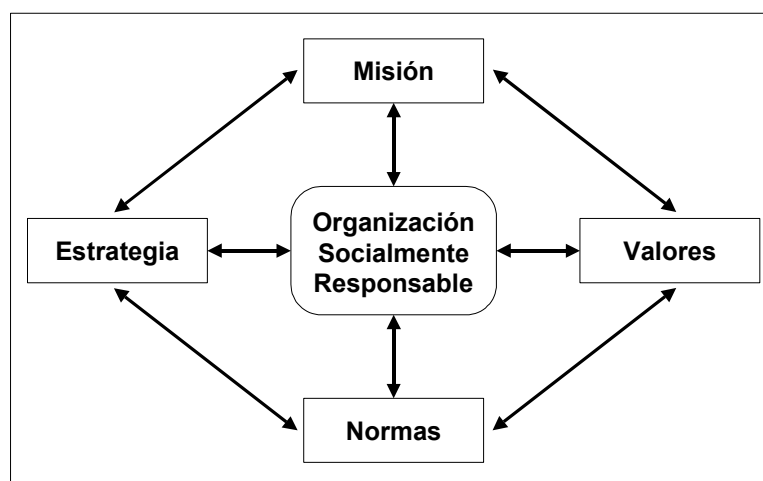 Misión
Organización
Socialmente
Responsable
Estrategia
Valores
Normas